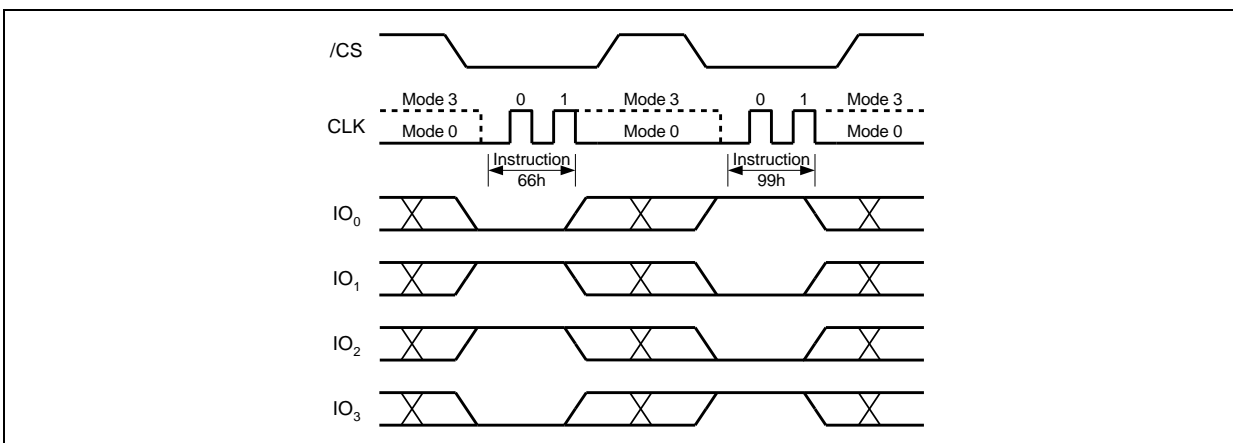 /CS
Mode 3 0 1 Mode 3 0 1 Mode 3
CLK
Mode 0 Mode 0 Mode 0
Instruction Instruction
66h 99h
IO0
IO1
IO2
IO3